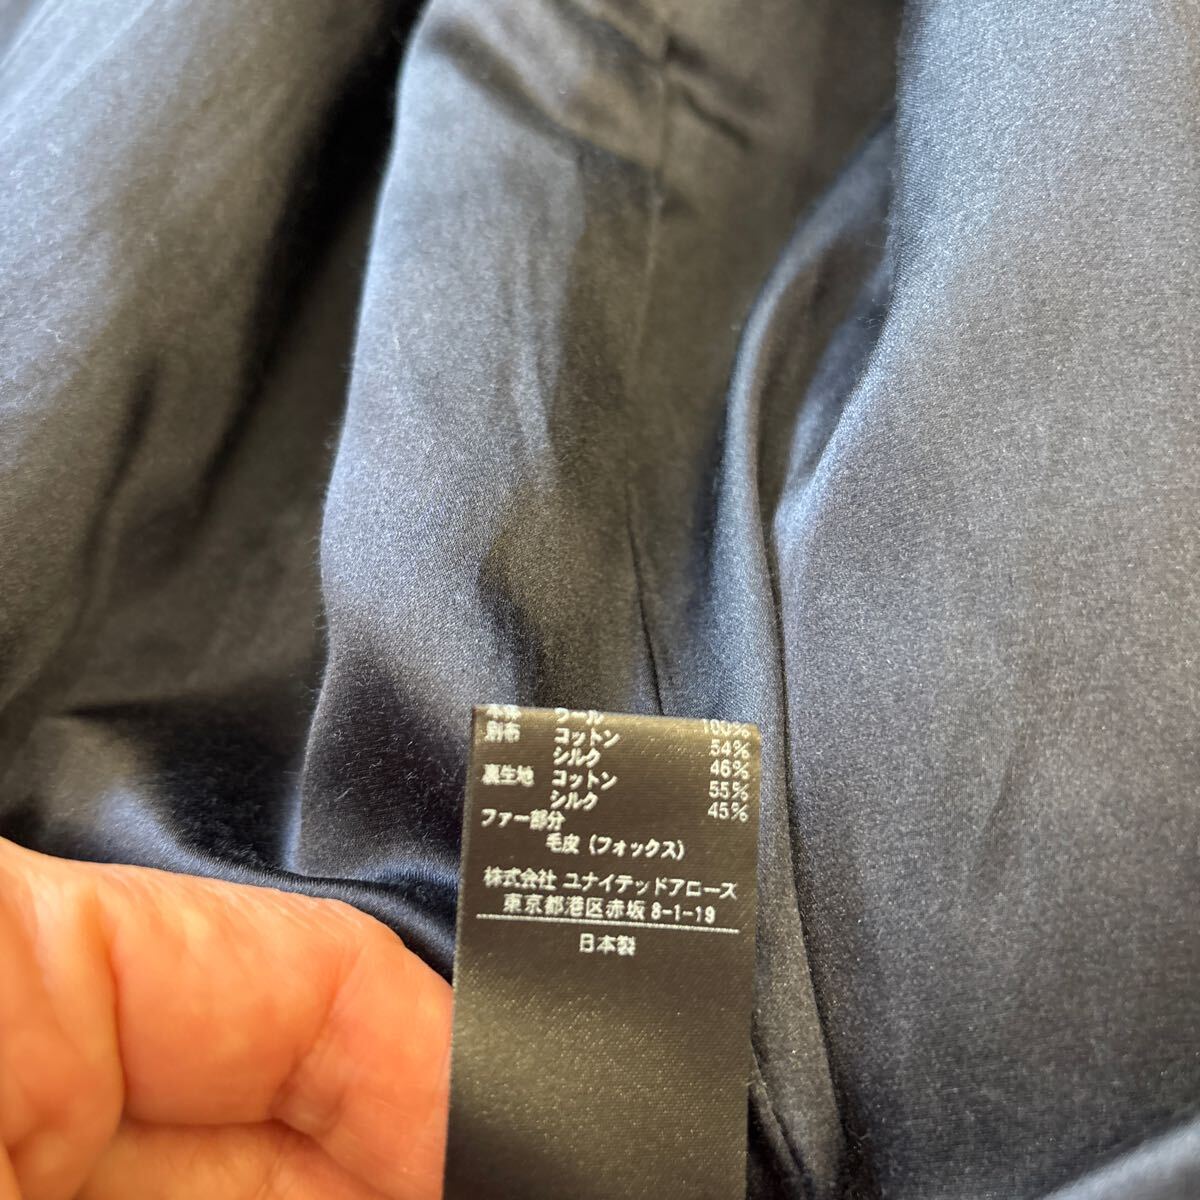 本体 ウール 100%
別布 コットン 54%
シルク 46%
裏生地 コットン 55%
シルク 45%
ファー部分
毛皮（フォックス）
株式会社 ユナイテッドアローズ
東京都港区赤坂 8-1-19
日本製